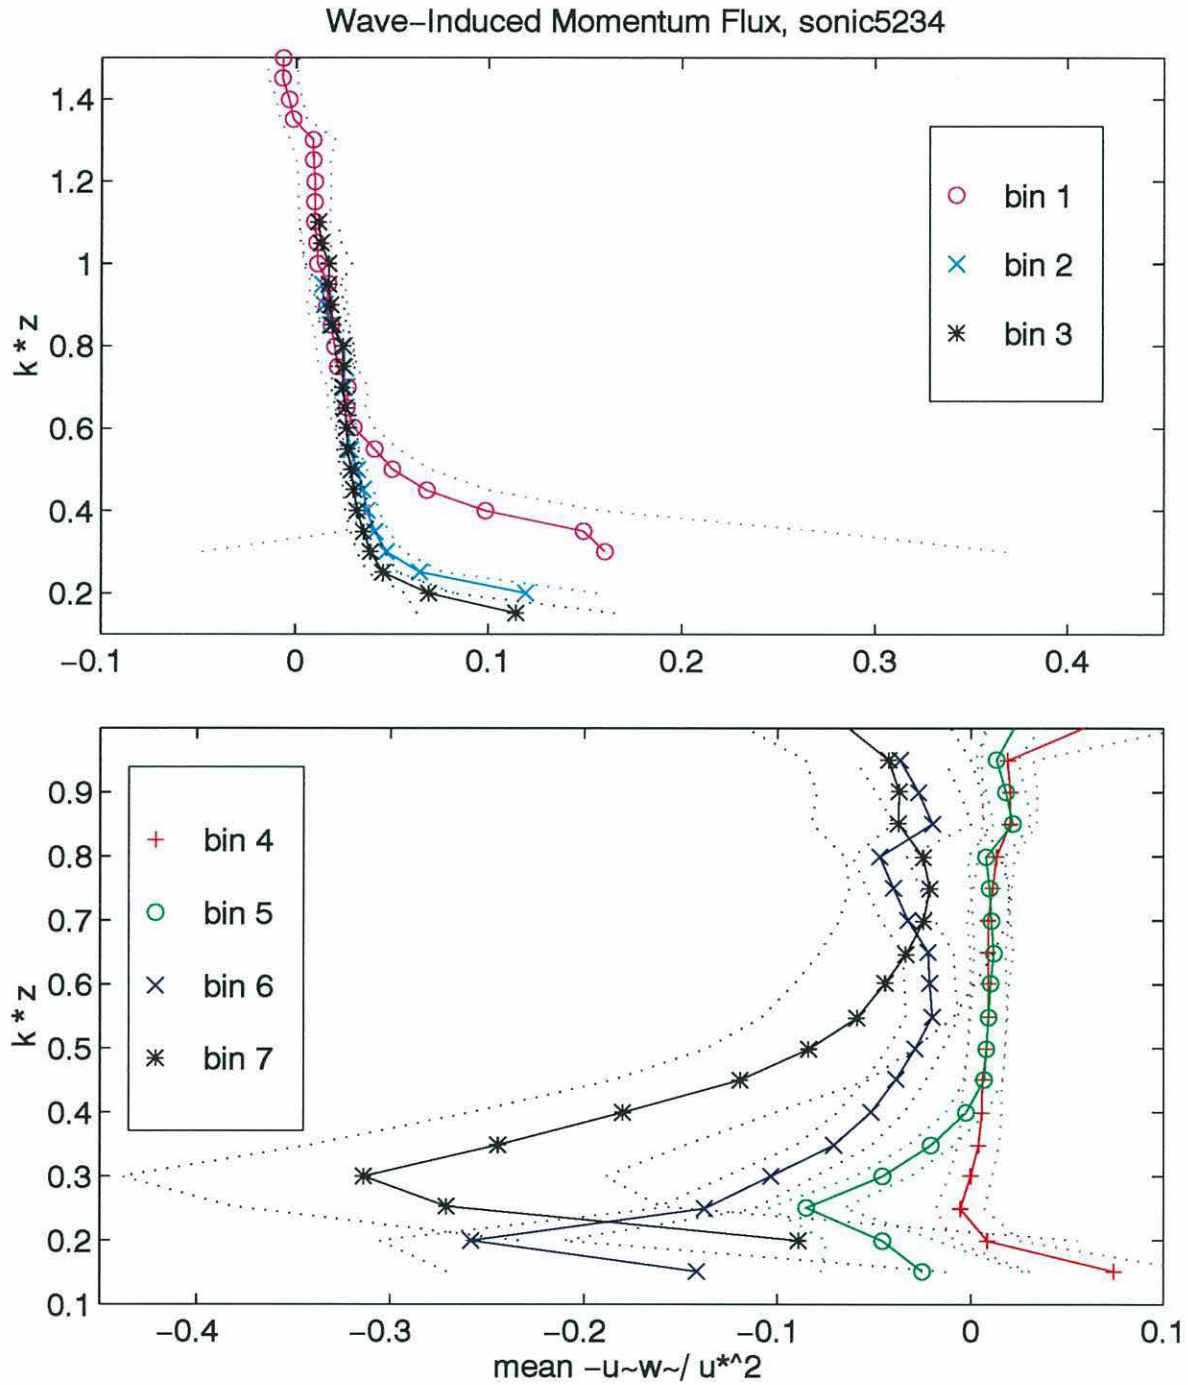 Wave-Induced Momentum Flux, sonic5234
k * z
1.4
1.2
1
0.8
0.6
0.4
0.2
-0.1 0 0.1 0.2 0.3 0.4
bin 1
bin 2
bin 3
k * z
0.9
0.8
0.7
0.6
0.5
0.4
0.3
0.2
0.1
bin 4
bin 5
bin 6
bin 7
-0.4 -0.3 -0.2 -0.1 0 0.1
mean -u~w~/ u*^2